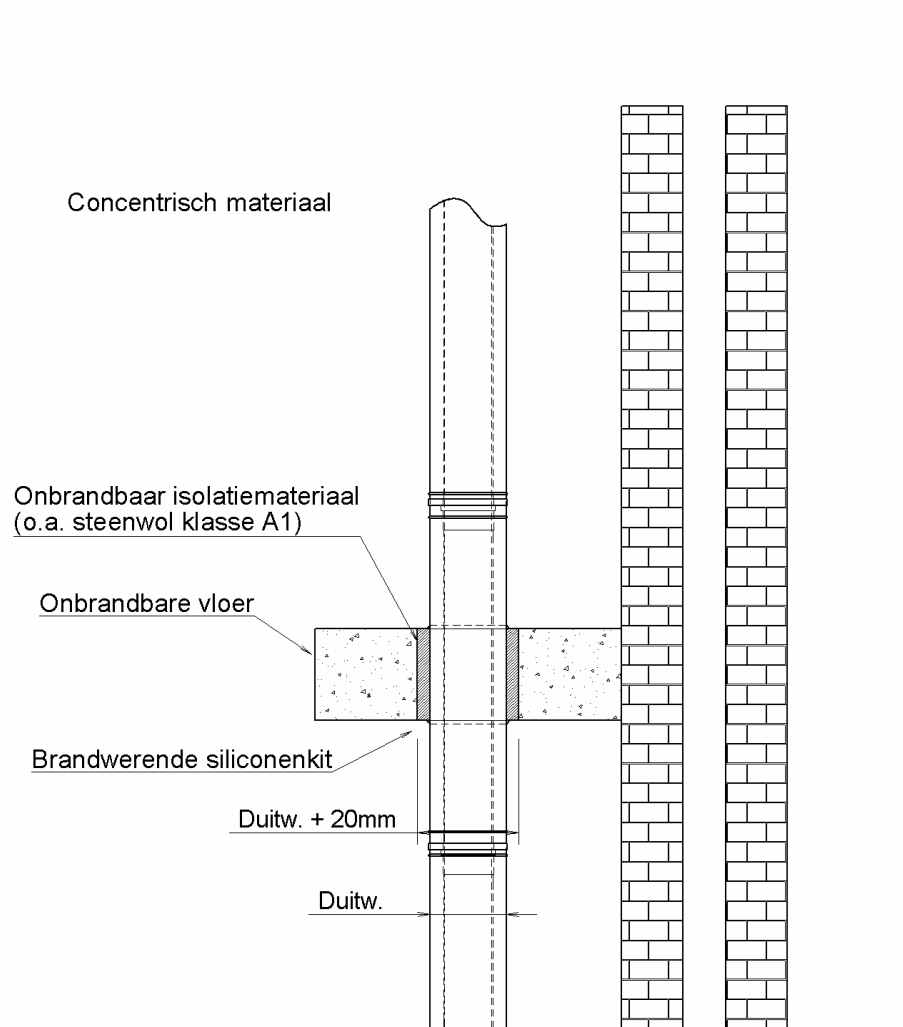 Concentrisch materiaal
Onbrandbaar isolatiemateriaal
(o.a. steenwol klasse A1)
Onbrandbare vloer
Brandwerende siliconenkit
Duitw. + 20mm
Duitw.